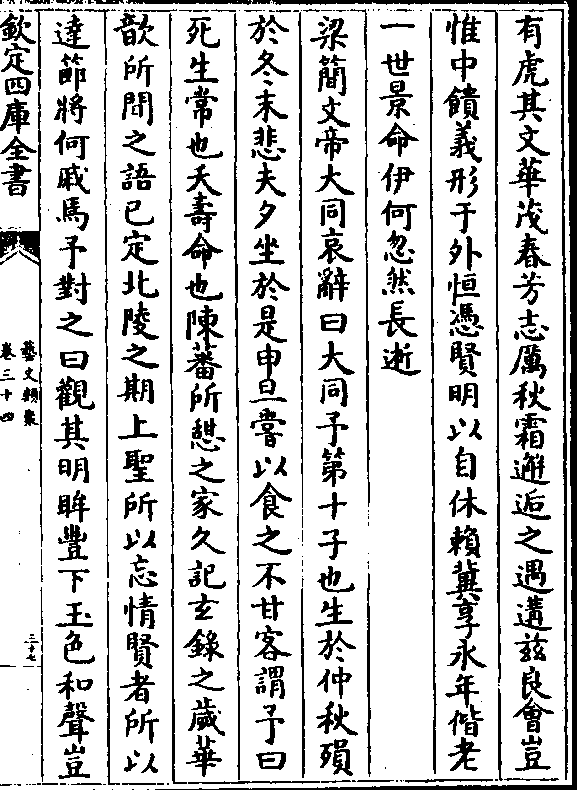 有虎其文華茂春芳志厲秋霜邂逅之遇遘兹良會豈
惟中饋義形于外恒憑賢明以自休賴冀享永年偕老
一世景命伊何忽然長逝
梁簡文帝大同哀辭曰大同予第十子也生於仲秋殞
於冬末悲夫夕坐於是申旦嘗以食之不甘客謂予曰
死生常也夭壽命也陳蕃所憇之家久記玄錄之歲華
歆所聞之語已定北陵之期上聖所以忘情賢者所以
達節將何戚焉予對之曰觀其明眸豐下玉色和聲豈
欽定四庫全書
藝文類聚
卷三十四
三十七